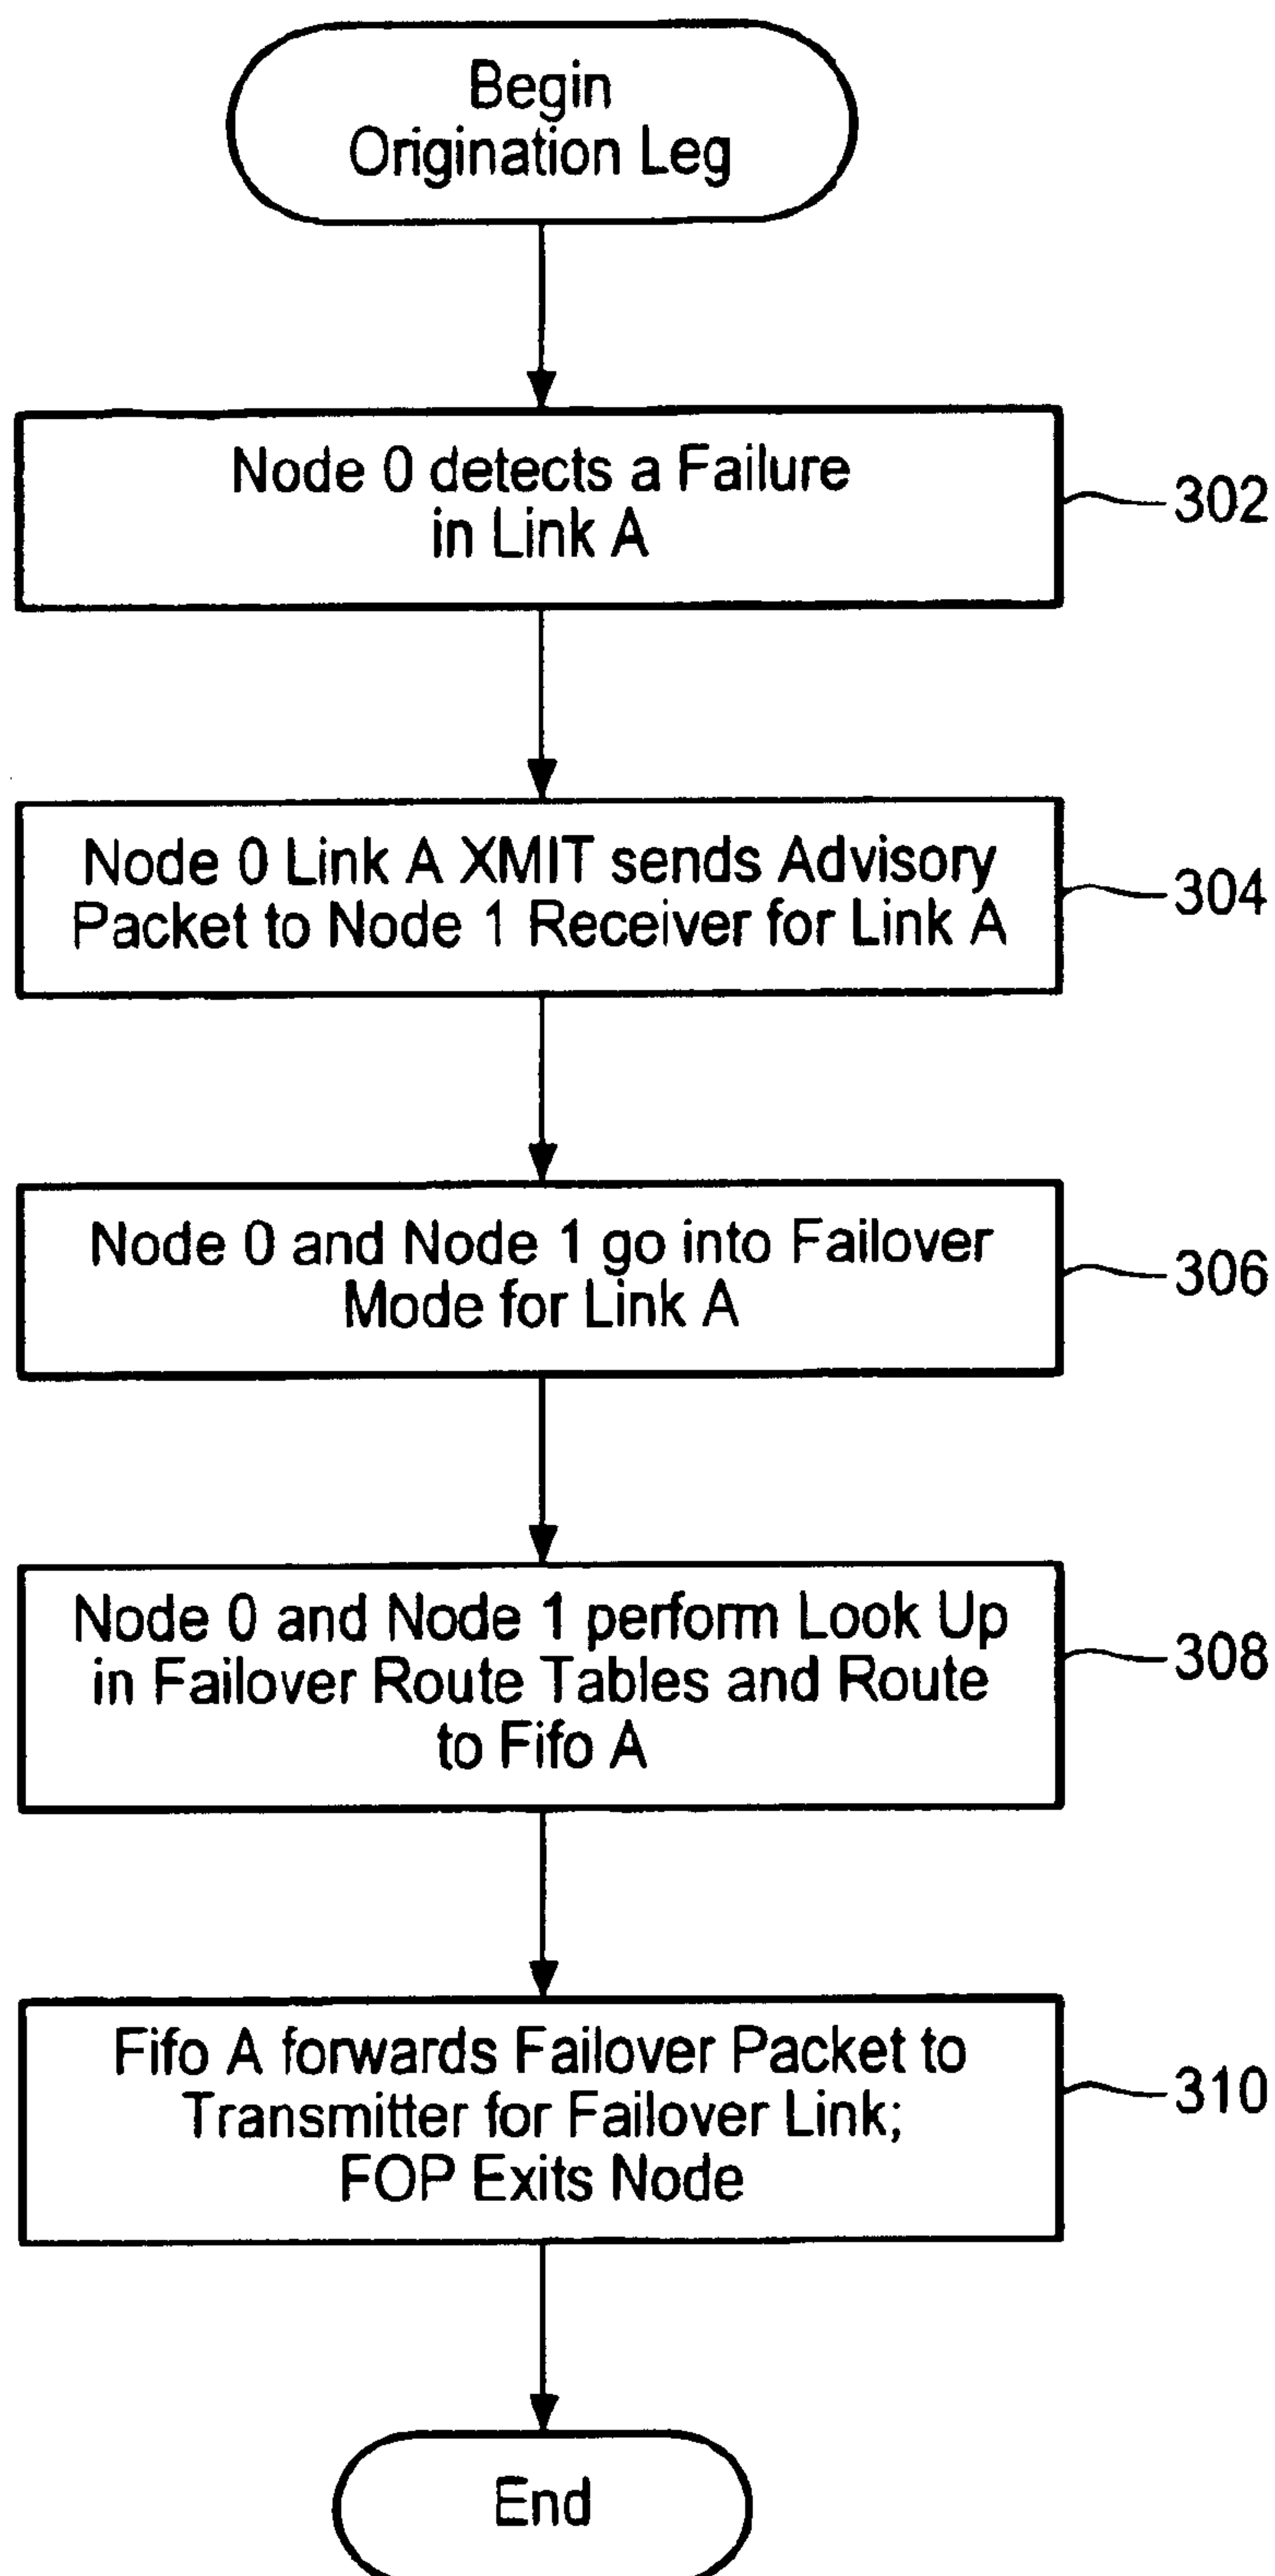 Begin
Origination Leg
Node 0 detects a Failure
in Link A
302
Node 0 Link A XMIT sends Advisory
Packet to Node 1 Receiver for Link A
304
Node 0 and Node 1 go into Failover
Mode for Link A
306
Node 0 and Node 1 perform Look Up
in Failover Route Tables and Route
to Fifo A
308
Fifo A forwards Failover Packet to
Transmitter for Failover Link;
FOP Exits Node
310
End